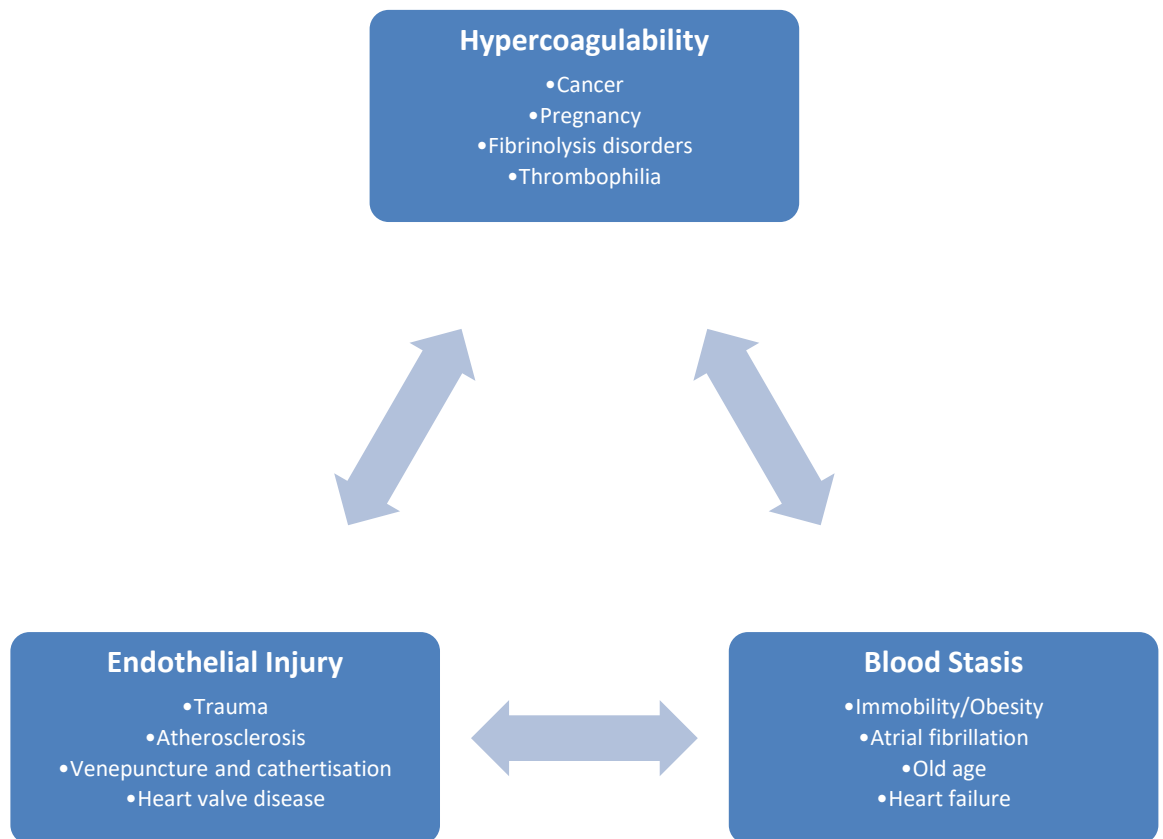 Hypercoagulability
•Cancer
•Pregnancy
•Fibrinolysis disorders
•Thrombophilia
Endothelial Injury
•Trauma
•Atherosclerosis
•Venepuncture and cathertisation
•Heart valve disease
Blood Stasis
•Immobility/Obesity
•Atrial fibrillation
•Old age
•Heart failure